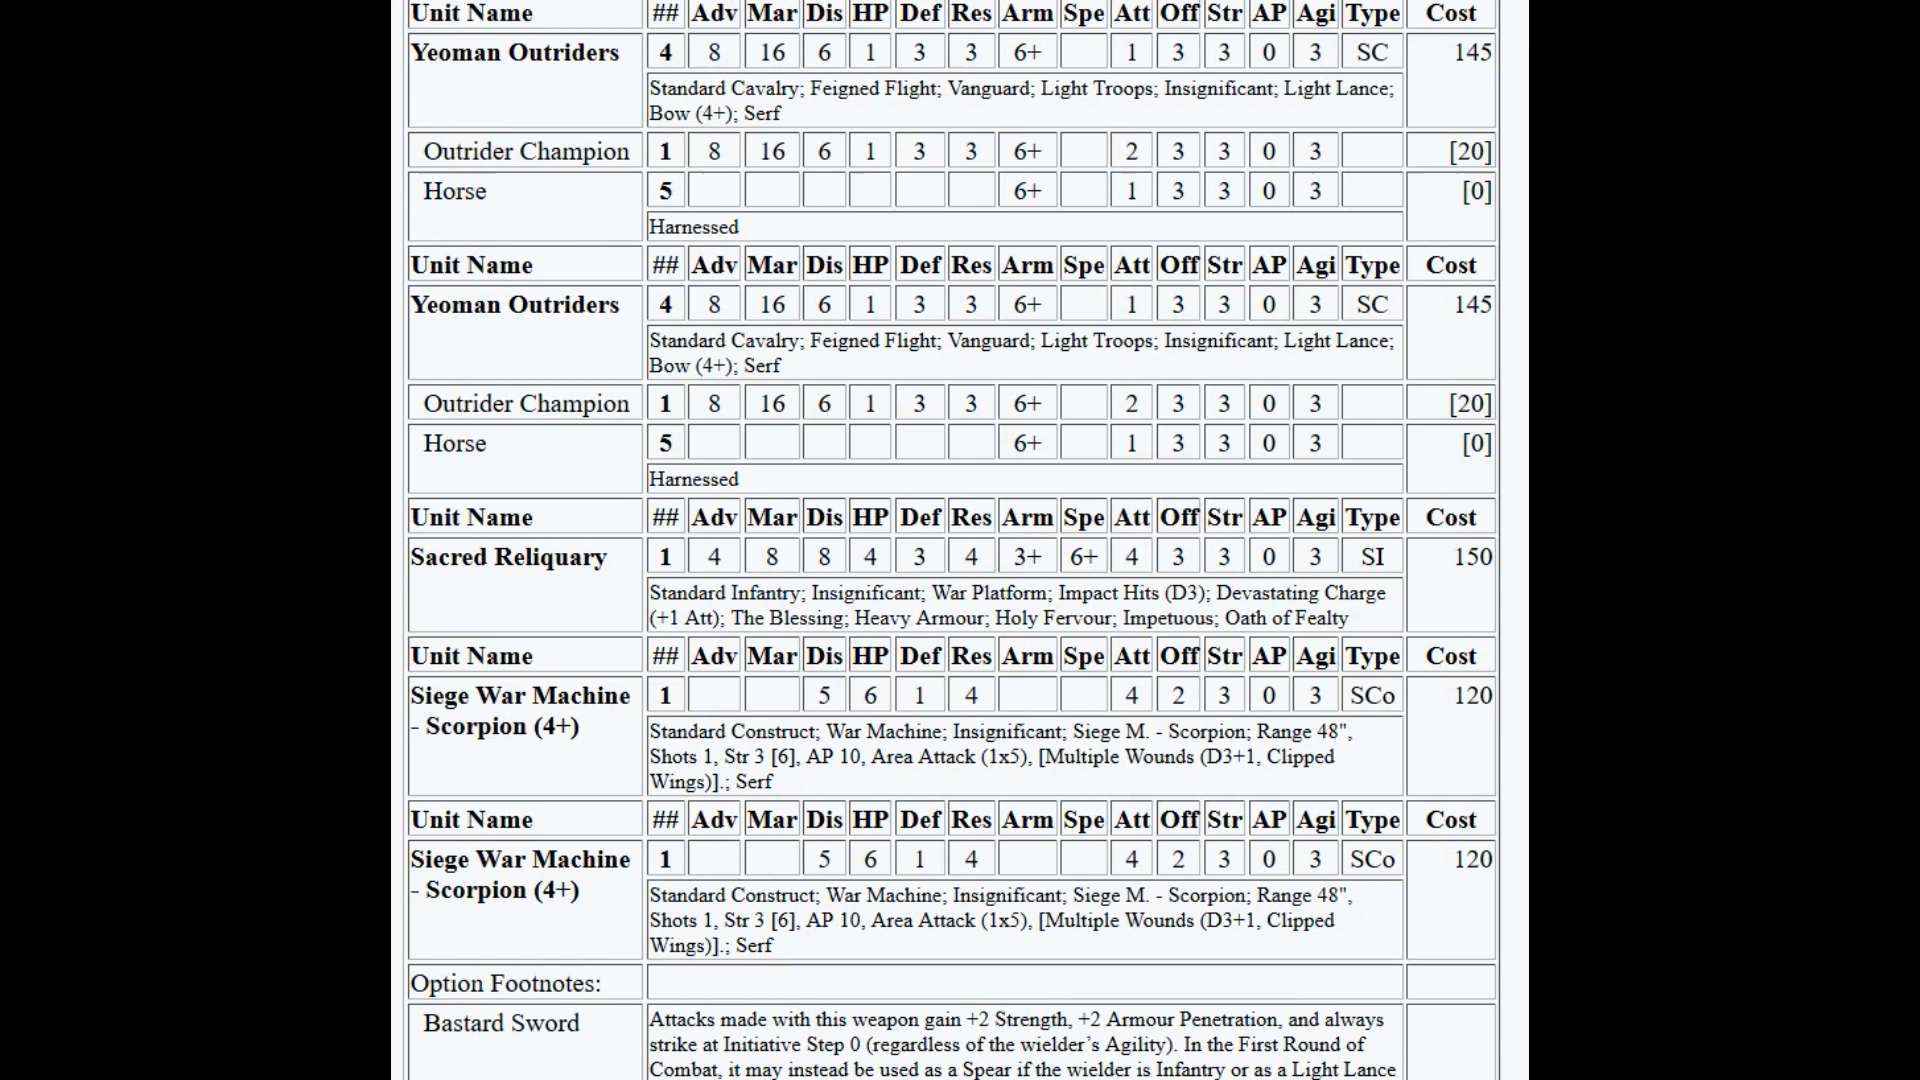 Unit Name ## Adv Mar Dis HP Def Res Arm Spe Att Off Str AP Agi Type Cost
Yeoman Outriders 4 8 16 6 1 3 3 6+ 1 3 3 0 3 SC 145
Standard Cavalry; Feigned Flight; Vanguard; Light Troops; Insignificant; Light Lance;
Bow (4+); Serf
Outrider Champion 1 8 16 6 1 3 3 6+ 2 3 3 0 3 [20]
Horse 5 6+ 1 3 3 0 3 [0]
Harnessed
Unit Name ## Adv Mar Dis HP Def Res Arm Spe Att Off Str AP Agi Type Cost
Yeoman Outriders 4 8 16 6 1 3 3 6+ 1 3 3 0 3 SC 145
Standard Cavalry; Feigned Flight; Vanguard; Light Troops; Insignificant; Light Lance;
Bow (4+); Serf
Outrider Champion 1 8 16 6 1 3 3 6+ 2 3 3 0 3 [20]
Horse 5 6+ 1 3 3 0 3 [0]
Harnessed
Unit Name ## Adv Mar Dis HP Def Res Arm Spe Att Off Str AP Agi Type Cost
Sacred Reliquary 1 4 8 8 4 3 4 3+ 6+ 4 3 3 0 3 SI 150
Standard Infantry; Insignificant; War Platform; Impact Hits (D3); Devastating Charge
(+1 Att); The Blessing; Heavy Armour; Holy Fervour; Impetuous; Oath of Fealty
Unit Name ## Adv Mar Dis HP Def Res Arm Spe Att Off Str AP Agi Type Cost
Siege War Machine 1 5 6 1 4 4 2 3 0 3 SCo 120
- Scorpion (4+)
Standard Construct; War Machine; Insignificant; Siege M. - Scorpion; Range 48",
Shots 1, Str 3 [6], AP 10, Area Attack (1x5), [Multiple Wounds (D3+1, Clipped
Wings)].; Serf
Unit Name ## Adv Mar Dis HP Def Res Arm Spe Att Off Str AP Agi Type Cost
Siege War Machine 1 5 6 1 4 4 2 3 0 3 SCo 120
- Scorpion (4+)
Standard Construct; War Machine; Insignificant; Siege M. - Scorpion; Range 48",
Shots 1, Str 3 [6], AP 10, Area Attack (1x5), [Multiple Wounds (D3+1, Clipped
Wings)].; Serf
Option Footnotes:
Bastard Sword
Attacks made with this weapon gain +2 Strength, +2 Armour Penetration, and always
strike at Initiative Step 0 (regardless of the wielder’s Agility). In the First Round of
Combat, it may instead be used as a Spear if the wielder is Infantry or as a Light Lance